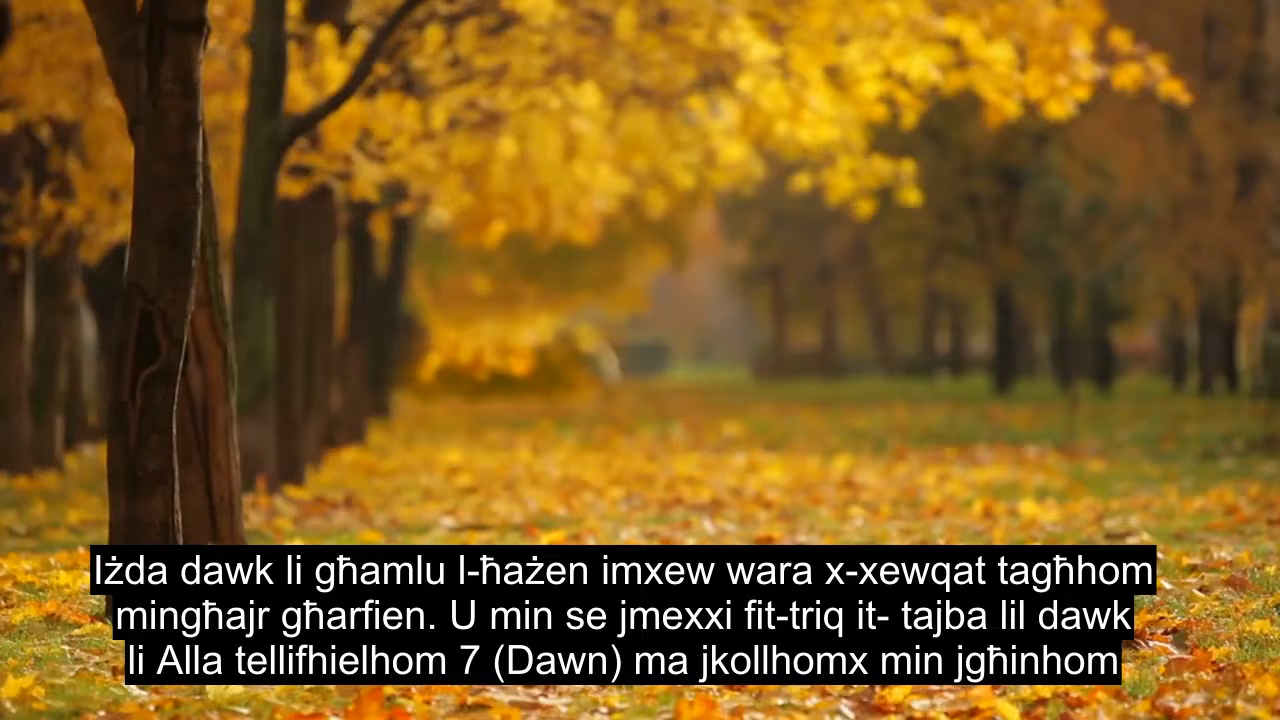 Iżda dawk li għamlu l-ħażen imxew wara x-xewqat tagħhom
mingħajr għarfien. U min se jmexxi fit-triq it- tajba lil dawk
li Alla tellifhielhom 7 (Dawn) ma jkollhomx min jgħinhom